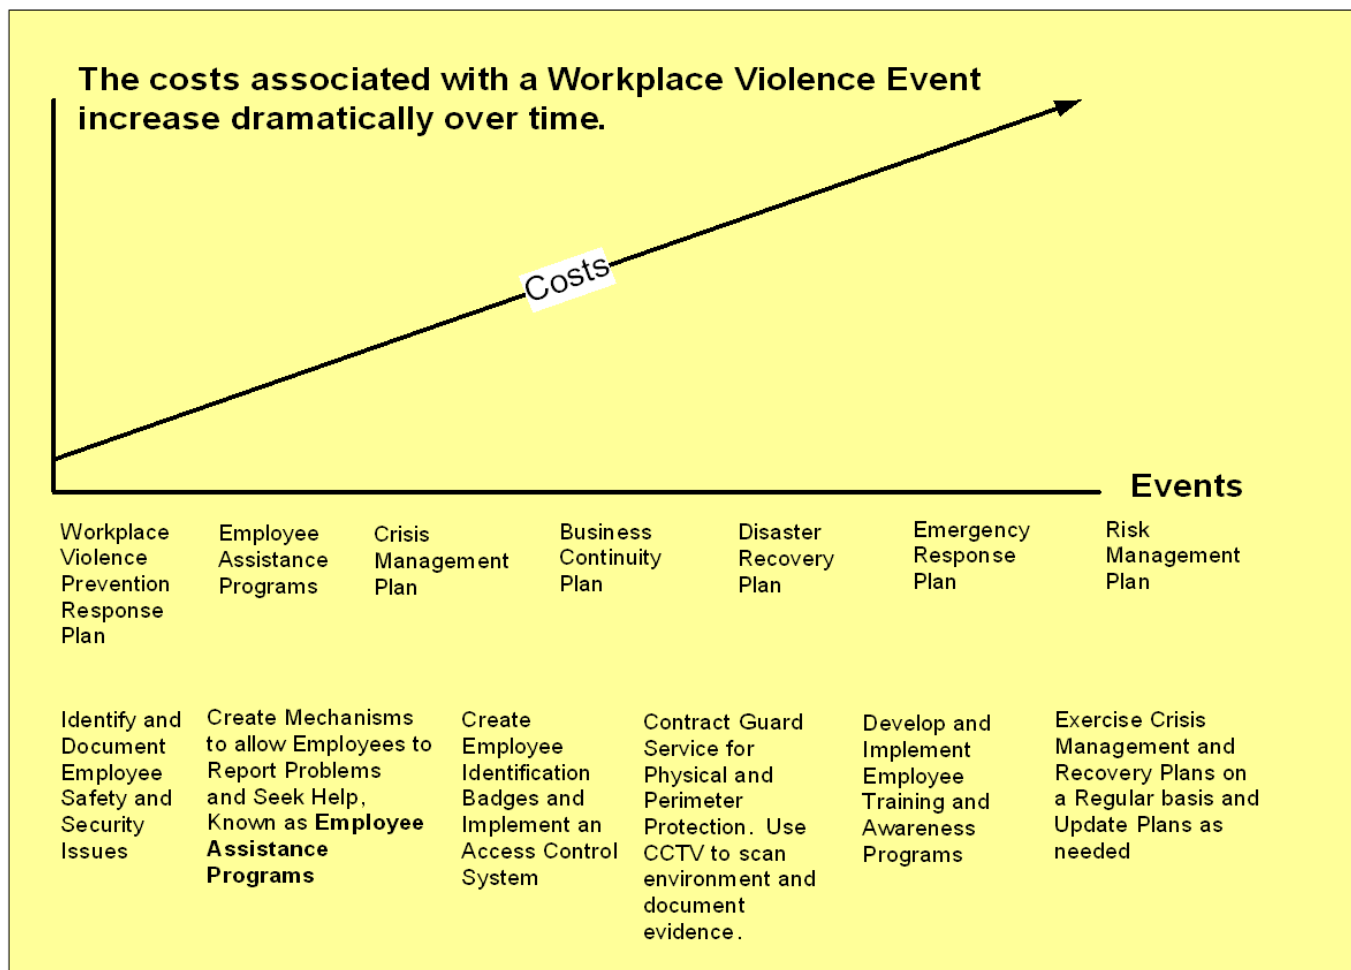 The costs associated with a Workplace Violence Event
increase dramatically over time.
Costs
Events
Workplace
Violence
Prevention
Response
Plan
Employee
Assistance
Programs
Crisis
Management
Plan
Business
Continuity
Plan
Disaster
Recovery
Plan
Emergency
Response
Plan
Risk
Management
Plan
Identify and
Document
Employee
Safety and
Security
Issues
Create Mechanisms
to allow Employees to
Report Problems
and Seek Help,
Known as Employee
Assistance
Programs
Create
Employee
Identification
Badges and
Implement an
Access Control
System
Contract Guard
Service for
Physical and
Perimeter
Protection. Use
CCTV to scan
environment and
document
evidence.
Develop and
Implement
Employee
Training and
Awareness
Programs
Exercise Crisis
Management and
Recovery Plans on
a Regular basis and
Update Plans as
needed